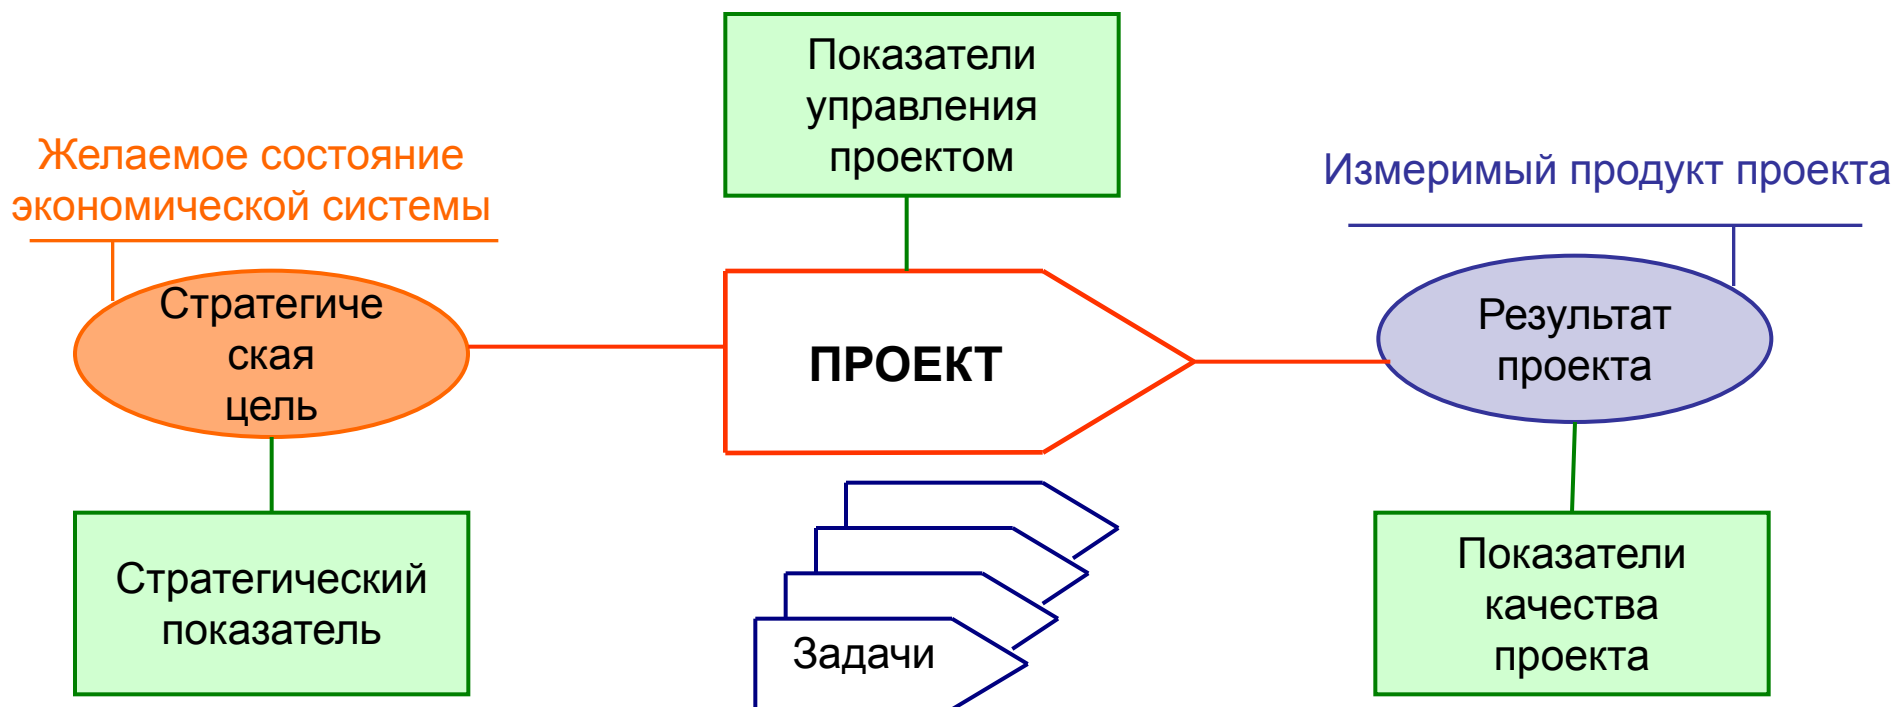 Показатели
управления
проектом
Желаемое состояние
экономической системы
Измеримый продукт проекта
Стратегиче
ская
цель
ПРОЕКТ
Результат
проекта
Стратегический
показатель
Задачи
Показатели
качества
проекта